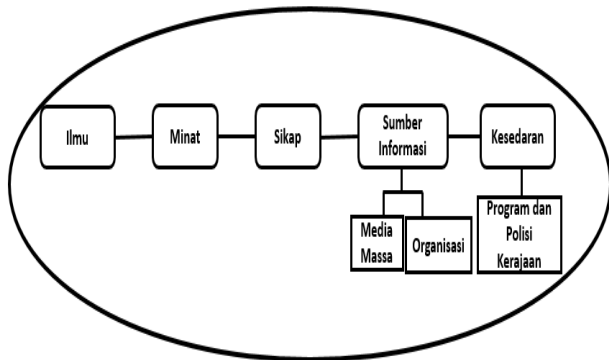 Ilmu
Minat
Sikap
Sumber
Informasi
Kesedaran
Media
Massa
Organisasi
Program dan
Polisi
Kerajaan